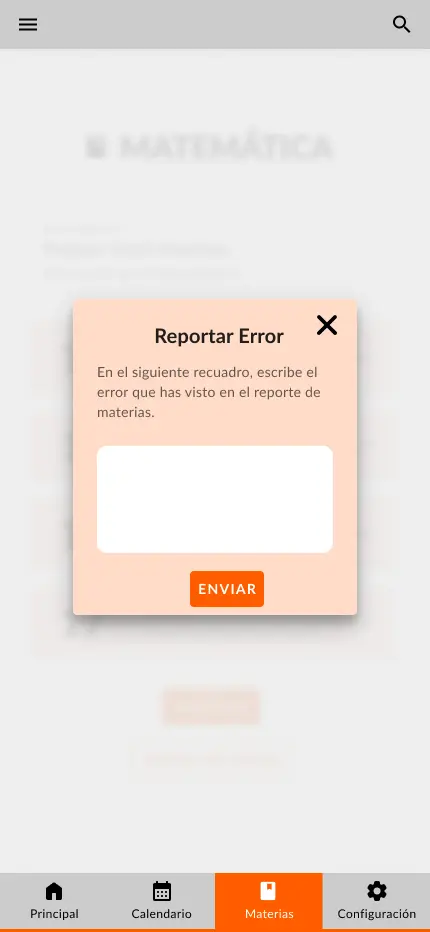 MATEMÁTICA
Reportar Error
En el siguiente recuadro, escribe el
error que has visto en el reporte de
materias.
ENVIAR
Principal
Calendario
Materias
Configuración